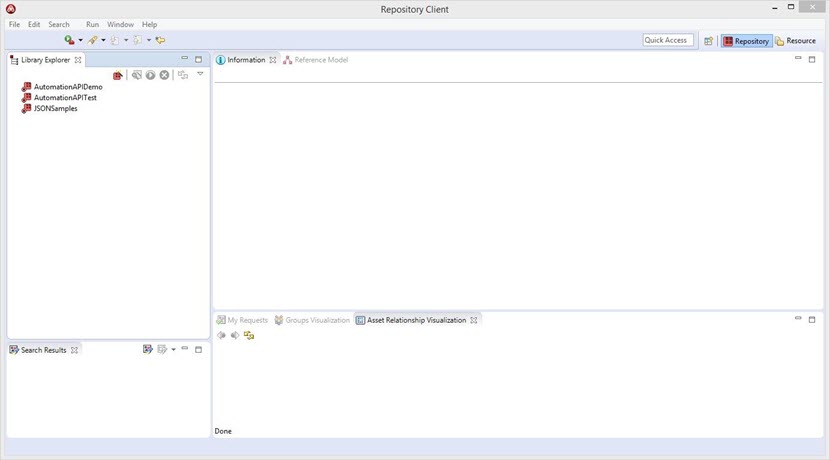 Repository Client
File Edit Search Run Window Help
Quick Access Repository Resource
Library Explorer
AutomationAPIDemo
AutomationAPITest
JSONSamples
Information Reference Model
My Requests Groups Visualization Asset Relationship Visualization
Done
Search Results